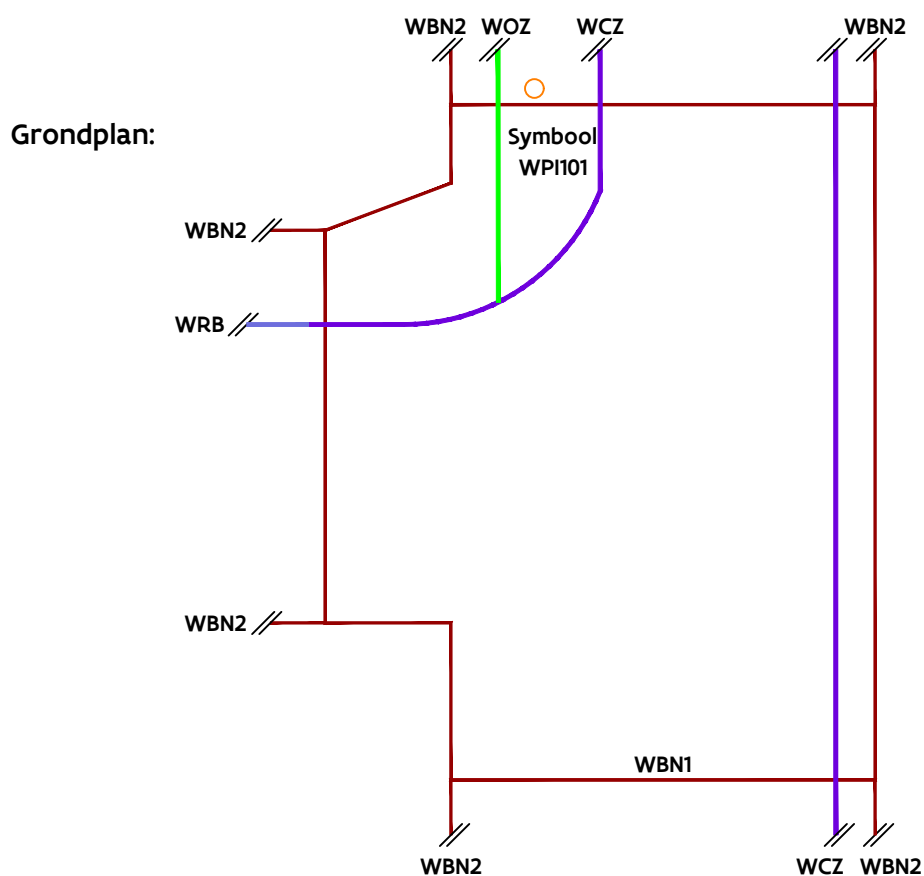 WBN2 WOZ WCZ WBN2
Grondplan:
Symbool
WPI101
WBN2
WRB
WBN2
WBN1
WBN2 WCZ WBN2